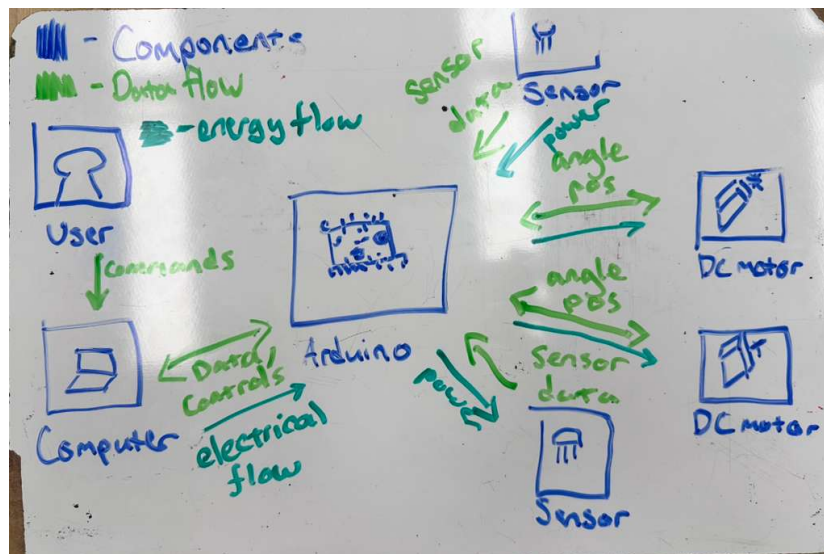 - Components
- Data flow
- energy flow
User
commands
Computer
Data/
Controls
electrical
flow
Arduino
sensor
data
Sensor
power
angle
pos
DC motor
angle
pos
DC motor
power
Sensor
data
Sensor